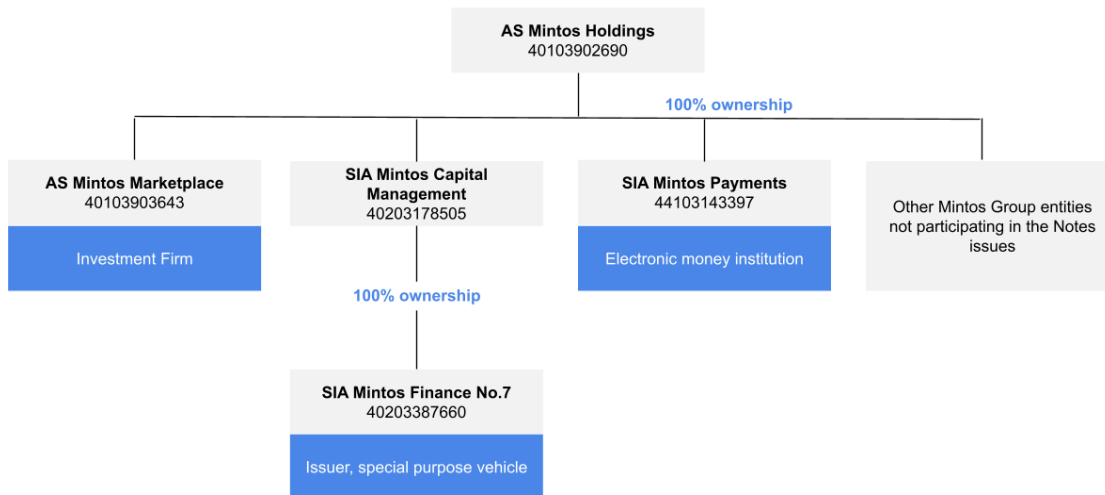 AS Mintos Holdings
40103902690
100% ownership
AS Mintos Marketplace
40103903643
Investment Firm
SIA Mintos Capital
Management
40203178505
SIA Mintos Payments
44103143397
Electronic money institution
Other Mintos Group entities
not participating in the Notes
issues
100% ownership
SIA Mintos Finance No.7
40203387660
Issuer, special purpose vehicle